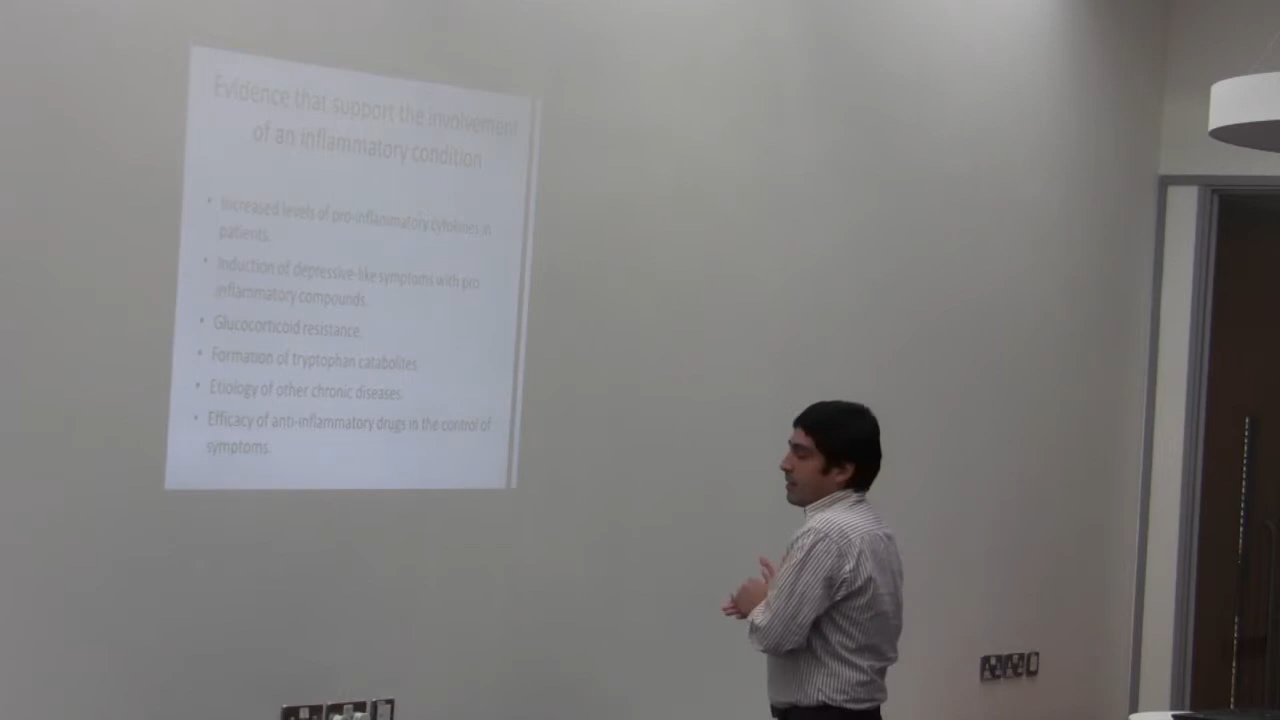 Evidence that support the involvement
of an inflammatory condition
• Increased levels of pro-inflammatory cytokines in
patients.
• Induction of depressive-like symptoms with pro
inflammatory compounds.
• Glucocorticoid resistance.
• Formation of tryptophan catabolites
• Etiology of other chronic diseases.
• Efficacy of anti-inflammatory drugs in the control of
symptoms.